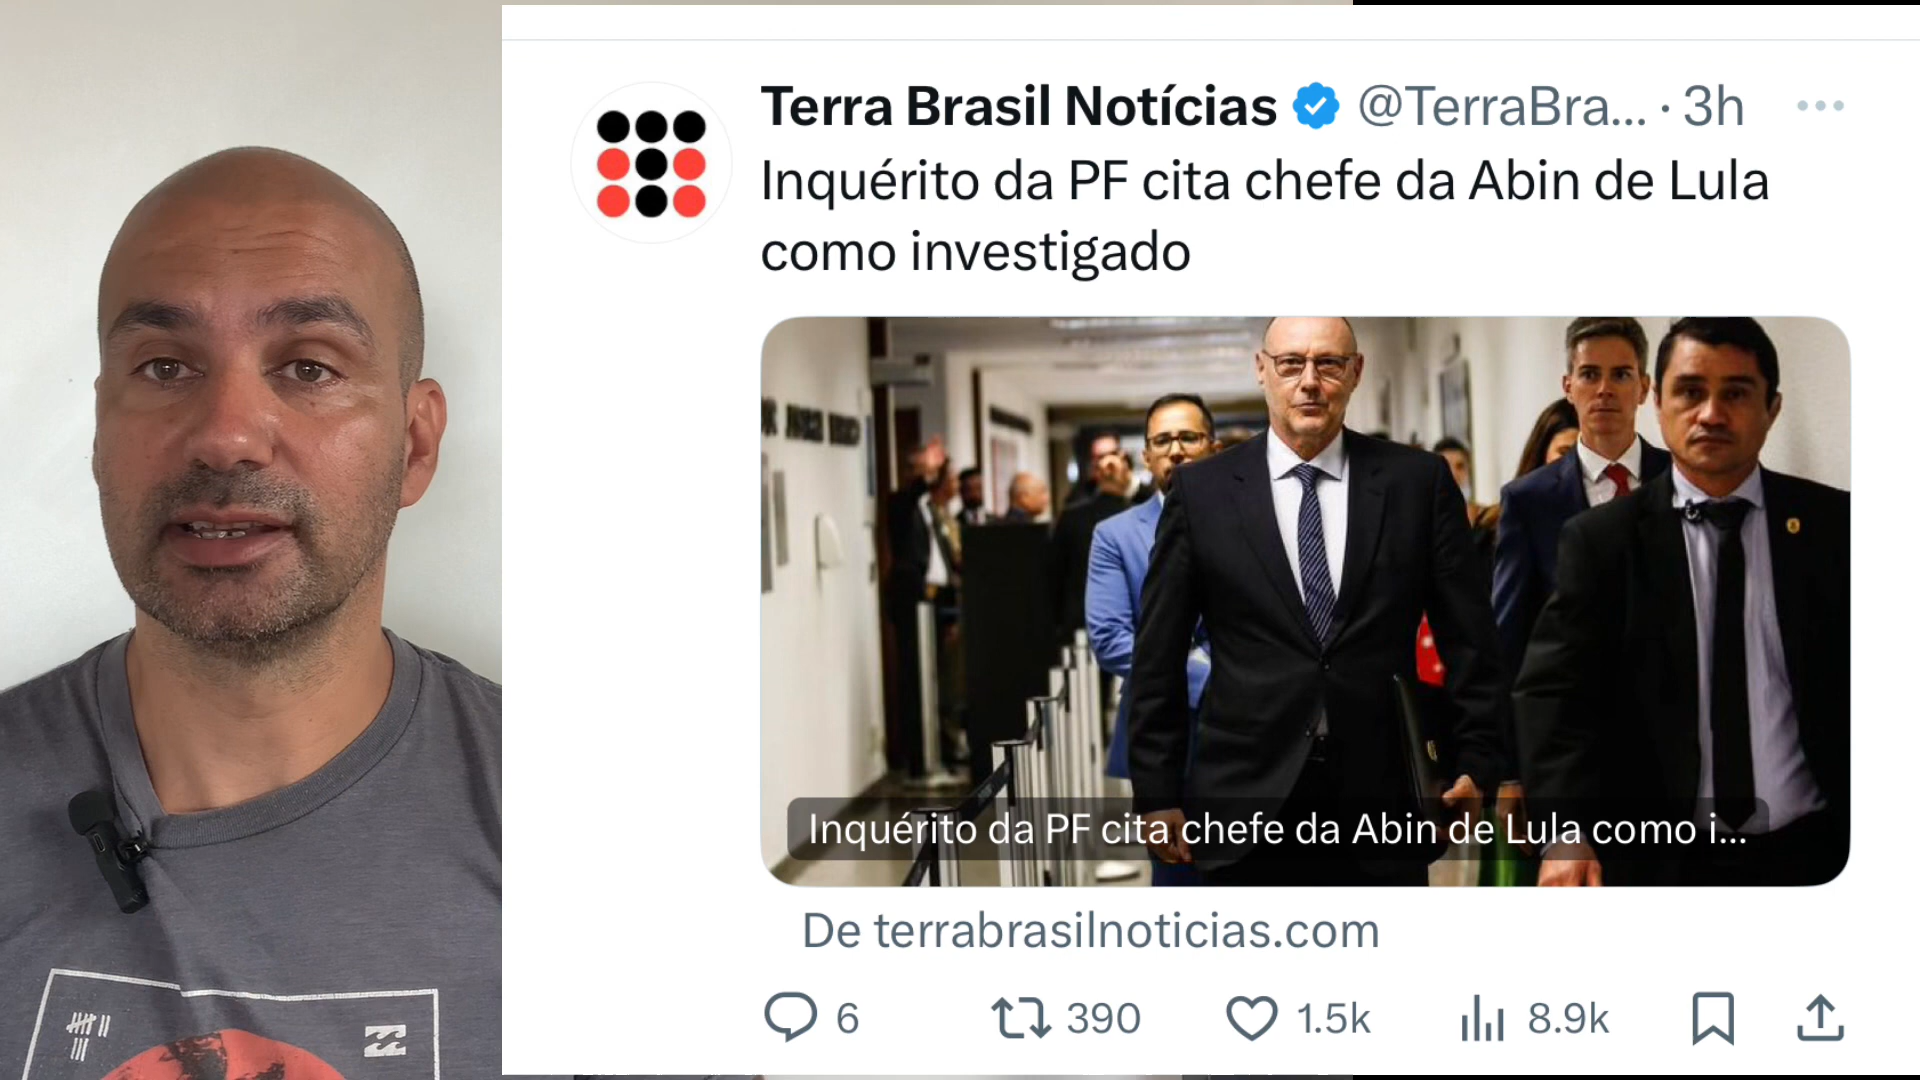 Terra Brasil Notícias @TerraBra... · 3h
Inquérito da PF cita chefe da Abin de Lula
como investigado
Inquérito da PF cita chefe da Abin de Lula como i...
De terrabrasilnoticias.com
6 390 1.5k 8.9k